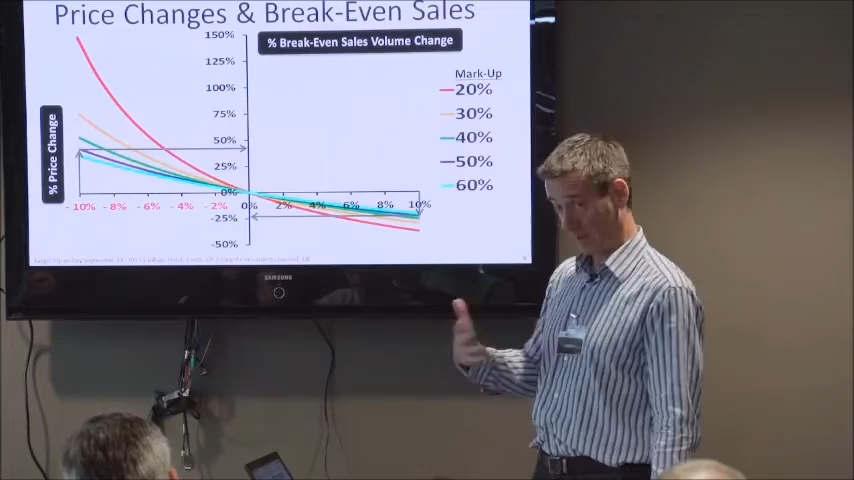 Price Changes & Break-Even Sales
150%
% Break-Even Sales Volume Change
125%
Mark-Up
100%
20%
% Price Change
75%
30%
50%
40%
25%
50%
0%
60%
- 10% - 8% - 6% - 4% - 2% 0% 2% 4% 6% 8% 10%
-25%
-50%
SAMSUNG